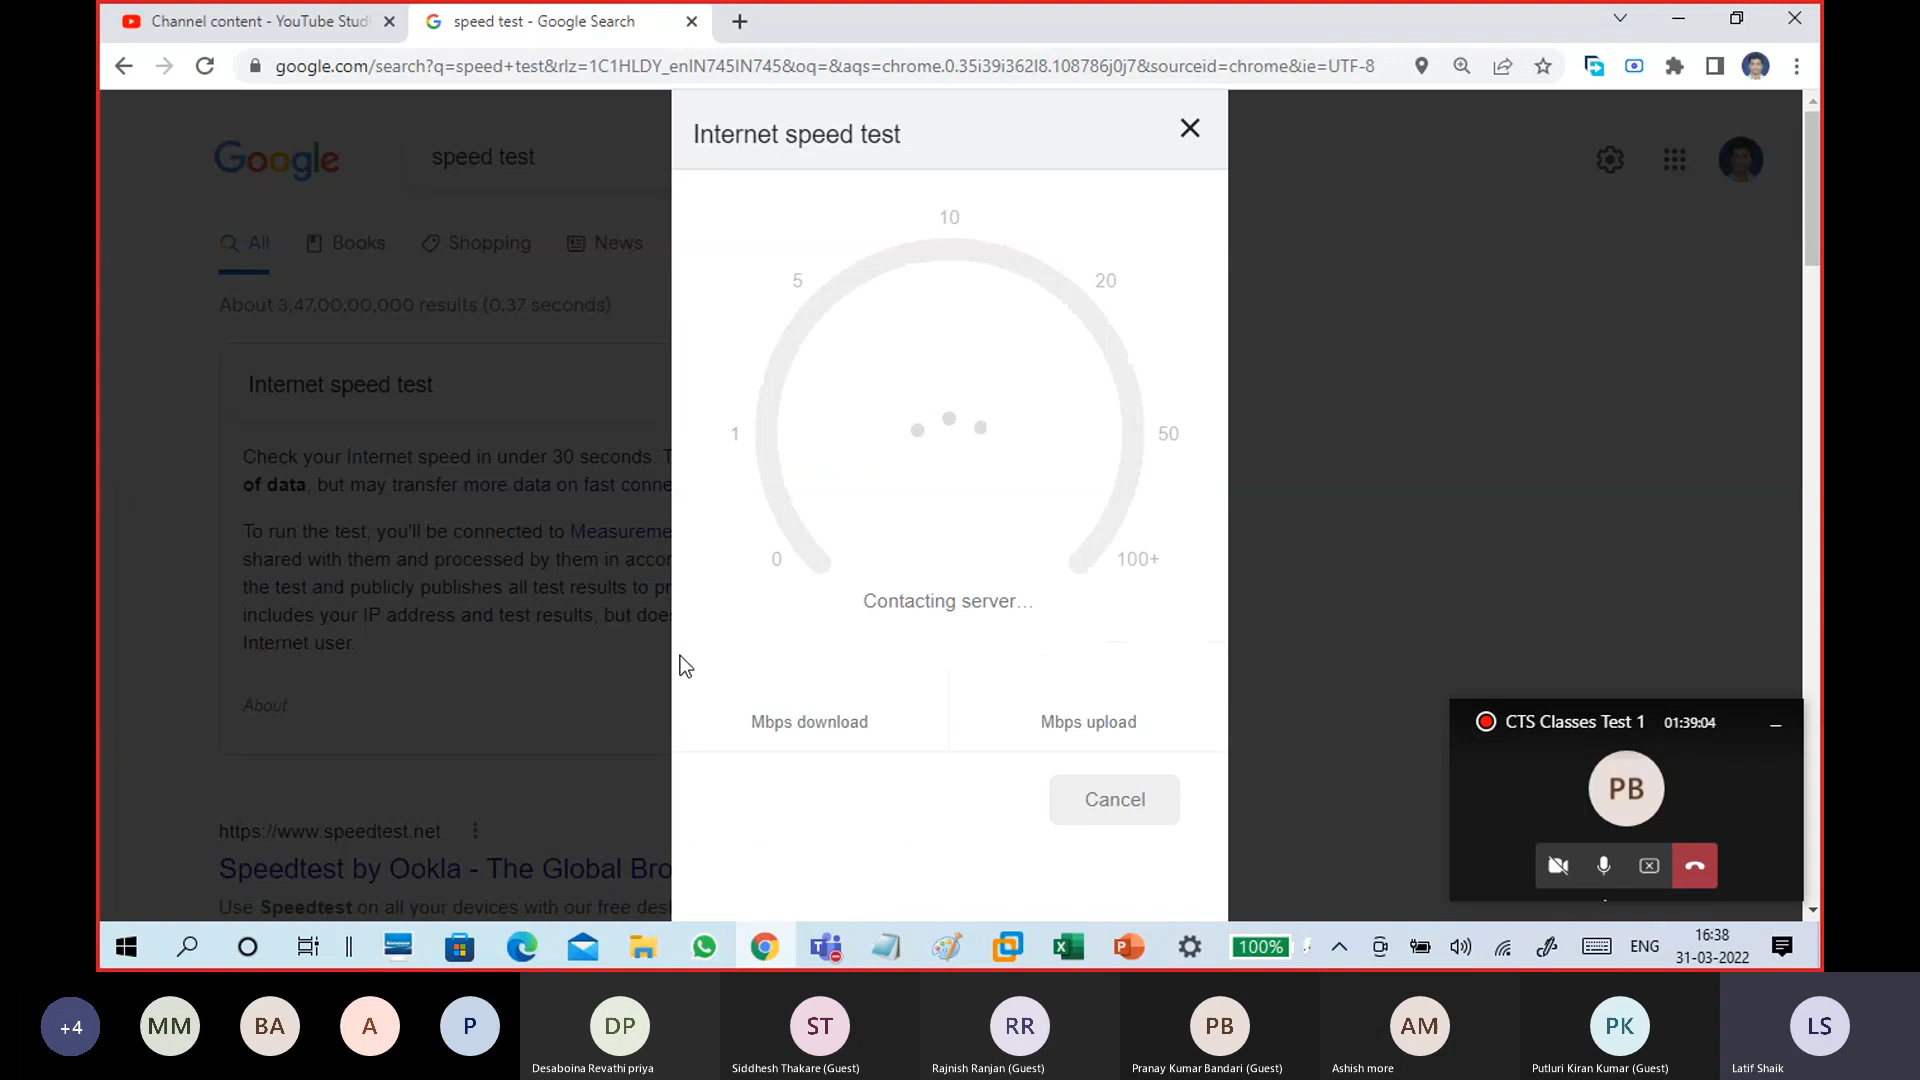 Channel content - YouTube Stud
speed test - Google Search
google.com/search?q=speed+test&rlz=1C1HLDY_enIN745IN745&oq=&aqs=chrome.0.35i39i362l8.108786j0j7&sourceid=chrome&ie=UTF-8
Google
speed test
All
Books
Shopping
News
About 3,47,00,00,000 results (0.37 seconds)
Internet speed test
Check your Internet speed in under 30 seconds. T
of data, but may transfer more data on fast conne
To run the test, you'll be connected to Measureme
shared with them and processed by them in accor
the test and publicly publishes all test results to pr
includes your IP address and test results, but doe
Internet user.
About
https://www.speedtest.net
Speedtest by Ookla - The Global Bro
Use Speedtest on all your devices with our free desl
Internet speed test
10
5
20
1
50
0
100+
Contacting server...
Mbps download
Mbps upload
Cancel
CTS Classes Test 1
01:39:04
PB
100%
ENG
16:38
31-03-2022
+4
MM
BA
A
P
DP
ST
RR
PB
AM
PK
LS
Desaboina Revathi priya
Siddhesh Thakare (Guest)
Rajnish Ranjan (Guest)
Pranay Kumar Bandari (Guest)
Ashish more
Putluri Kiran Kumar (Guest)
Latif Shaik